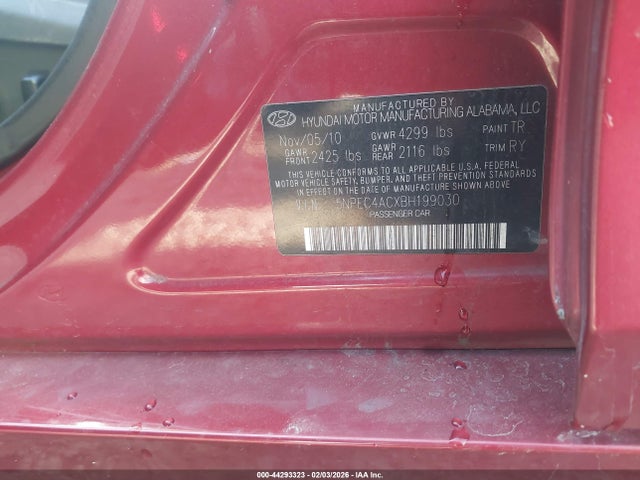 MANUFACTURED BY
HYUNDAI MOTOR MANUFACTURING ALABAMA, LLC
Nov/05/10 GVWR 4299 lbs PAINT TR
GAWR FRONT 2425 lbs GAWR REAR 2116 lbs TRIM RY
THIS VEHICLE CONFORMS TO ALL APPLICABLE U.S.A. FEDERAL
MOTOR VEHICLE SAFETY, BUMPER, AND THEFT PREVENTION STANDARDS
IN EFFECT ON THE DATE OF MANUFACTURE SHOWN ABOVE.
V.I.N. : 5NPEC4ACXBH199030
PASSENGER CAR
000-44293323 - 02/03/2026 - IAA Inc.